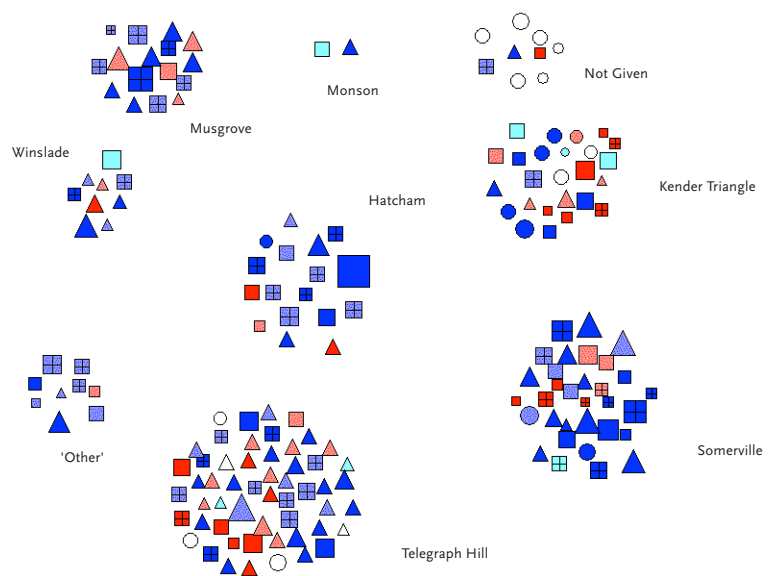 Monson
Not Given
Musgrove
Winslade
Kender Triangle
Hatcham
'Other'
Somerville
Telegraph Hill